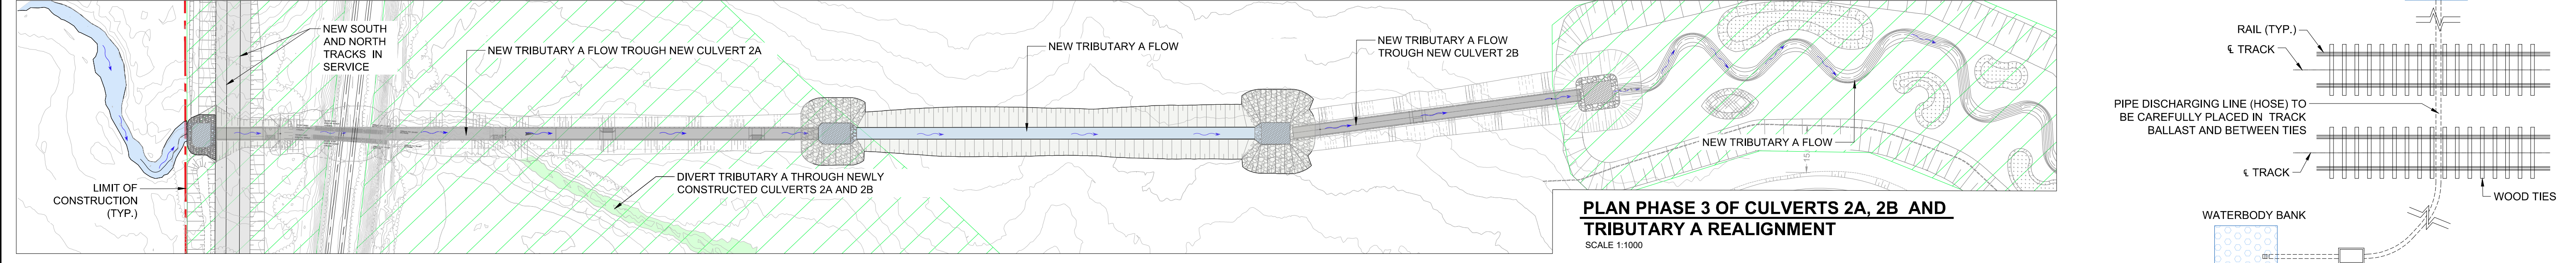 NEW SOUTH
AND NORTH
TRACKS IN
SERVICE
NEW TRIBUTARY A FLOW TROUGH NEW CULVERT 2A
NEW TRIBUTARY A FLOW
NEW TRIBUTARY A FLOW
TROUGH NEW CULVERT 2B
NEW TRIBUTARY A FLOW
LIMIT OF
CONSTRUCTION
(TYP.)
DIVERT TRIBUTARY A THROUGH NEWLY
CONSTRUCTED CULVERTS 2A AND 2B
PLAN PHASE 3 OF CULVERTS 2A, 2B AND
TRIBUTARY A REALIGNMENT
SCALE 1:1000
RAIL (TYP.)
℄ TRACK
PIPE DISCHARGING LINE (HOSE) TO
BE CAREFULLY PLACED IN TRACK
BALLAST AND BETWEEN TIES
℄ TRACK
WOOD TIES
WATERBODY BANK